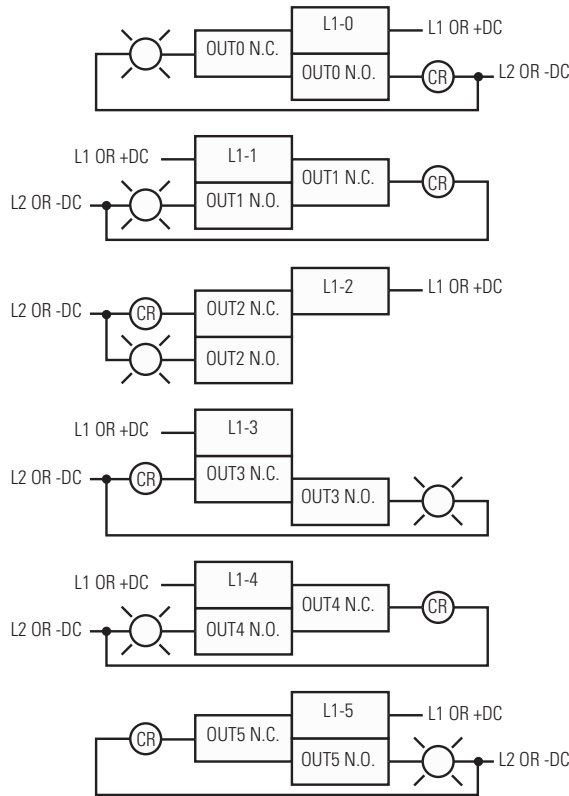 L1-0 L1 OR +DC
OUT0 N.C.
OUT0 N.O. CR L2 OR -DC
L1 OR +DC L1-1
OUT1 N.C. CR
L2 OR -DC OUT1 N.O.
L1-2 L1 OR +DC
L2 OR -DC CR OUT2 N.C.
OUT2 N.O.
L1 OR +DC L1-3
L2 OR -DC CR OUT3 N.C.
OUT3 N.O.
L1 OR +DC L1-4
OUT4 N.C. CR
L2 OR -DC OUT4 N.O.
L1-5 L1 OR +DC
CR OUT5 N.C.
OUT5 N.O. L2 OR -DC